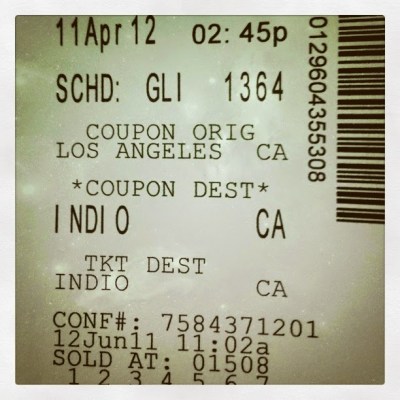 11Apr12 02:45p
SCHD: GLI 1364
COUPON ORIG
LOS ANGELES CA
*COUPON DEST*
INDIO CA
TKT DEST
INDIO CA
CONF#: 7584371201
12Jun11 11:02a
SOLD AT: 01508
1 2 3 4 5 6 7
0129604355308